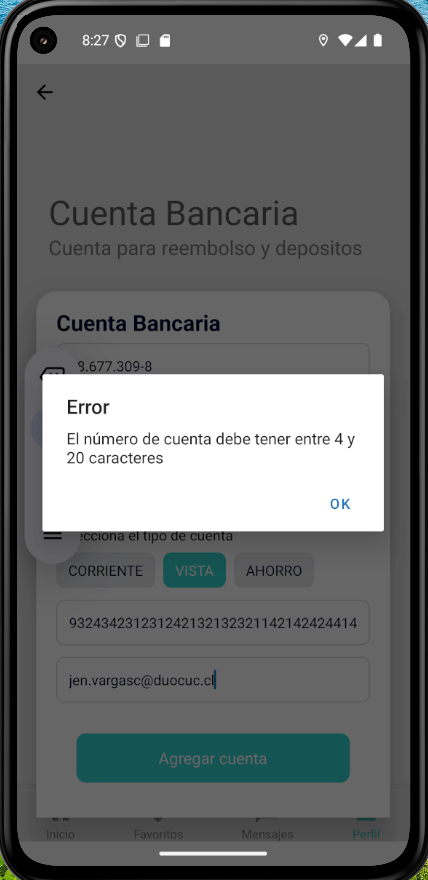 8:27
Cuenta Bancaria
Cuenta para reembolso y depositos
Cuenta Bancaria
8.677.309-8
Error
El número de cuenta debe tener entre 4 y
20 caracteres
OK
ecciona el tipo de cuenta
CORRIENTE VISTA AHORRO
932434231231242132132321142142424414
jen.vargasc@duocuc.cl
Agregar cuenta
Inicio Favoritos Mensajes Perfil